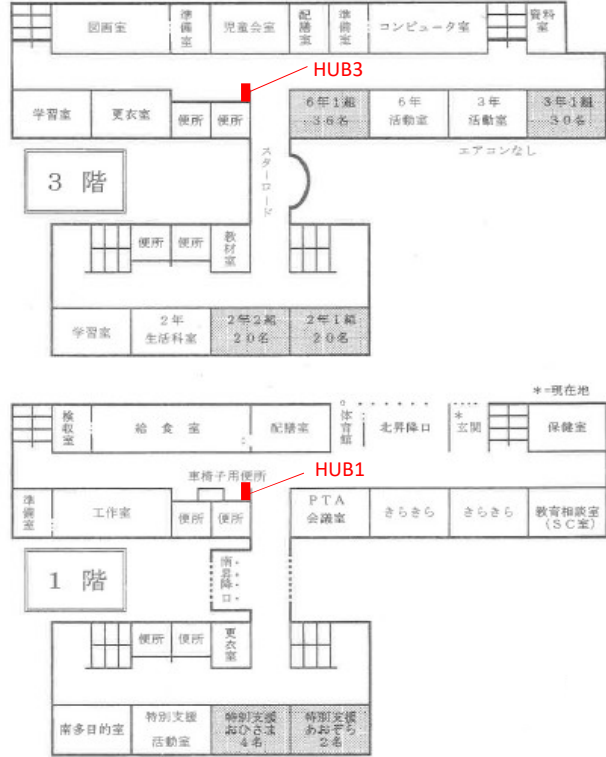 図画室
準備室
児童会室
配膳室
準備室
コンピュータ室
資料室
HUB3
学習室
更衣室
便所
便所
6年1組
36名
6年
活動室
3年
活動室
3年1組
30名
スターロード
エアコンなし
3 階
便所
便所
教材室
学習室
2年
生活科室
2年2組
20名
2年1組
20名
*=現在地
検収室
給食室
配膳室
体育館
北昇降口
*玄関
保健室
車椅子用便所
HUB1
準備室
工作室
便所
便所
PTA
会議室
きらきら
きらきら
教育相談室
(SC室)
南昇降口
1 階
便所
便所
更衣室
南多目的室
特別支援
活動室
特別支援
おひさま
4名
特別支援
あおぞら
2名